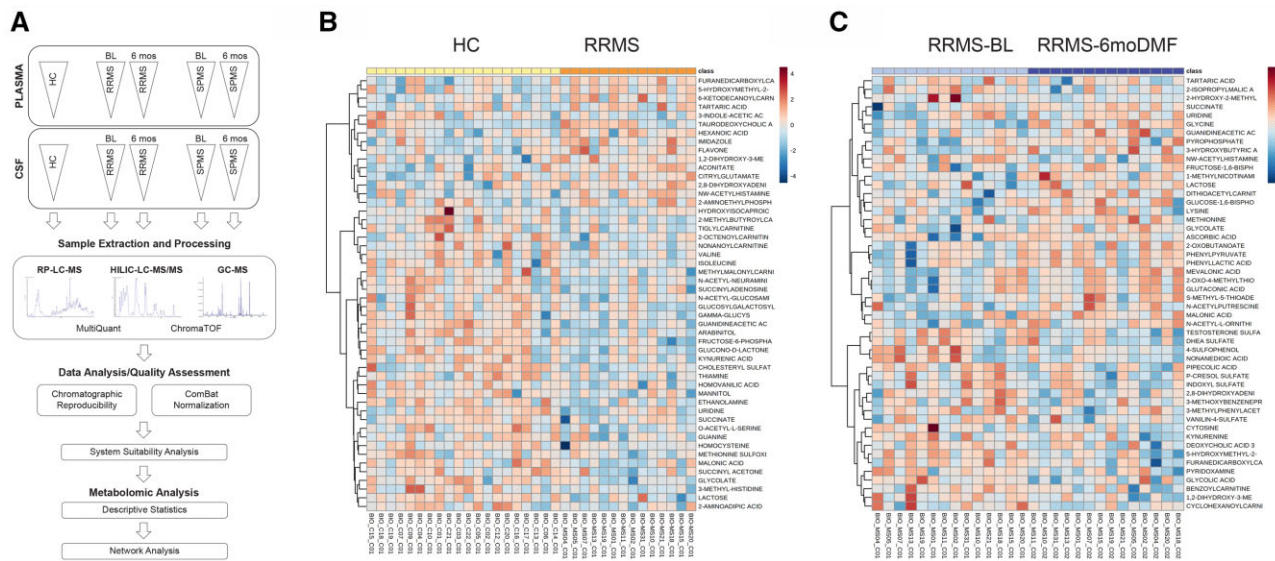 A
PLASMA
HC
BL
6 mos
RRMS
RRMS
BL
6 mos
SPMS
SPMS
CSF
HC
BL
6 mos
RRMS
RRMS
BL
6 mos
SPMS
SPMS
Sample Extraction and Processing
RP-LC-MS
HILIC-LC-MS/MS
GC-MS
MultiQuant
ChromaTOF
Data Analysis/Quality Assessment
Chromatographic
Reproducibility
ComBat
Normalization
System Suitability Analysis
Metabolomic Analysis
Descriptive Statistics
Network Analysis
B
HC
RRMS
class
FURANEDICARBOXYLCA
5-HYDROXYMETHYL-2-
6-KETODECANOYLCARN
TARTARIC ACID
3-INDOLE-ACETIC AC
TAURODEOXYCHOLIC A
HEXANOIC ACID
IMIDAZOLE
FLAVONE
1,2-DIHYDROXY-3-ME
ACONITATE
CITRYLGLUTAMATE
2,8-DIHYDROXYADENI
NW-ACETYLHISTAMINE
2-AMINOETHYLPHOSPH
HYDROXYISOCAPROIC
2-METHYLBUTYROYLCA
TIGLYLCARNITINE
2-OCTENOYLCARNITIN
NONANOYLCARNITINE
VALINE
ISOLEUCINE
METHYLMALONYLCARNI
N-ACETYL-NEURAMINI
SUCCINYLADENOSINE
N-ACETYL-GLUCOSAMI
GLUCOSYLGALACTOSYL
GAMMA-GLUCYS
GUANIDINEACETIC AC
ARABINITOL
FRUCTOSE-6-PHOSPHA
GLUCONO-D-LACTONE
KYNURENIC ACID
CHOLESTERYL SULFAT
THIAMINE
HOMOVANILIC ACID
MANNITOL
ETHANOLAMINE
URIDINE
SUCCINATE
O-ACETYL-L-SERINE
GUANINE
HOMOCYSTEINE
METHIONINE SULFOXI
MALONIC ACID
SUCCINYL ACETONE
GLYCOLATE
3-METHYL-HISTIDINE
LACTOSE
2-AMINOADIPIC ACID
4
2
0
-2
-4
C
RRMS-BL
RRMS-6moDMF
class
TARTARIC ACID
2-ISOPROPYLMALIC A
2-HYDROXY-2-METHYL
SUCCINATE
URIDINE
GLYCINE
GUANIDINEACETIC AC
PYROPHOSPHATE
3-HYDROXYBUTYRIC A
NW-ACETYLHISTAMINE
FRUCTOSE-1,6-BISPH
1-METHYLNICOTINAMI
LACTOSE
DITHIOACETYLCARNIT
GLUCOSE-1,6-BISPHO
LYSINE
METHIONINE
GLYCOLATE
ASCORBIC ACID
2-OXOBUTANOATE
PHENYLPYRUVATE
PHENYLLACTIC ACID
MEVALONIC ACID
2-OXO-4-METHYLTHIO
GLUTACONIC ACID
S-METHYL-5-THIOADE
N-ACETYLPUTRESCINE
MALONIC ACID
N-ACETYL-L-ORNITHI
TESTOSTERONE SULFA
DHEA SULFATE
4-SULFOPHENOL
NONANEDIOIC ACID
PIPECOLIC ACID
P-CRESOL SULFATE
INDOXYL SULFATE
2,8-DIHYDROXYADENI
3-METHOXYBENZENEPR
3-METHYLPHENYLACET
VANILIN-4-SULFATE
CYTOSINE
KYNURENINE
DEOXYCHOLIC ACID 3
5-HYDROXYMETHYL-2-
FURANEDICARBOXYLCA
PYRIDOXAMINE
GLYCOLIC ACID
BENZOYLCARNITINE
1,2-DIHYDROXY-3-ME
CYCLOHEXANOYLCARNI
4
2
0
-2
-4